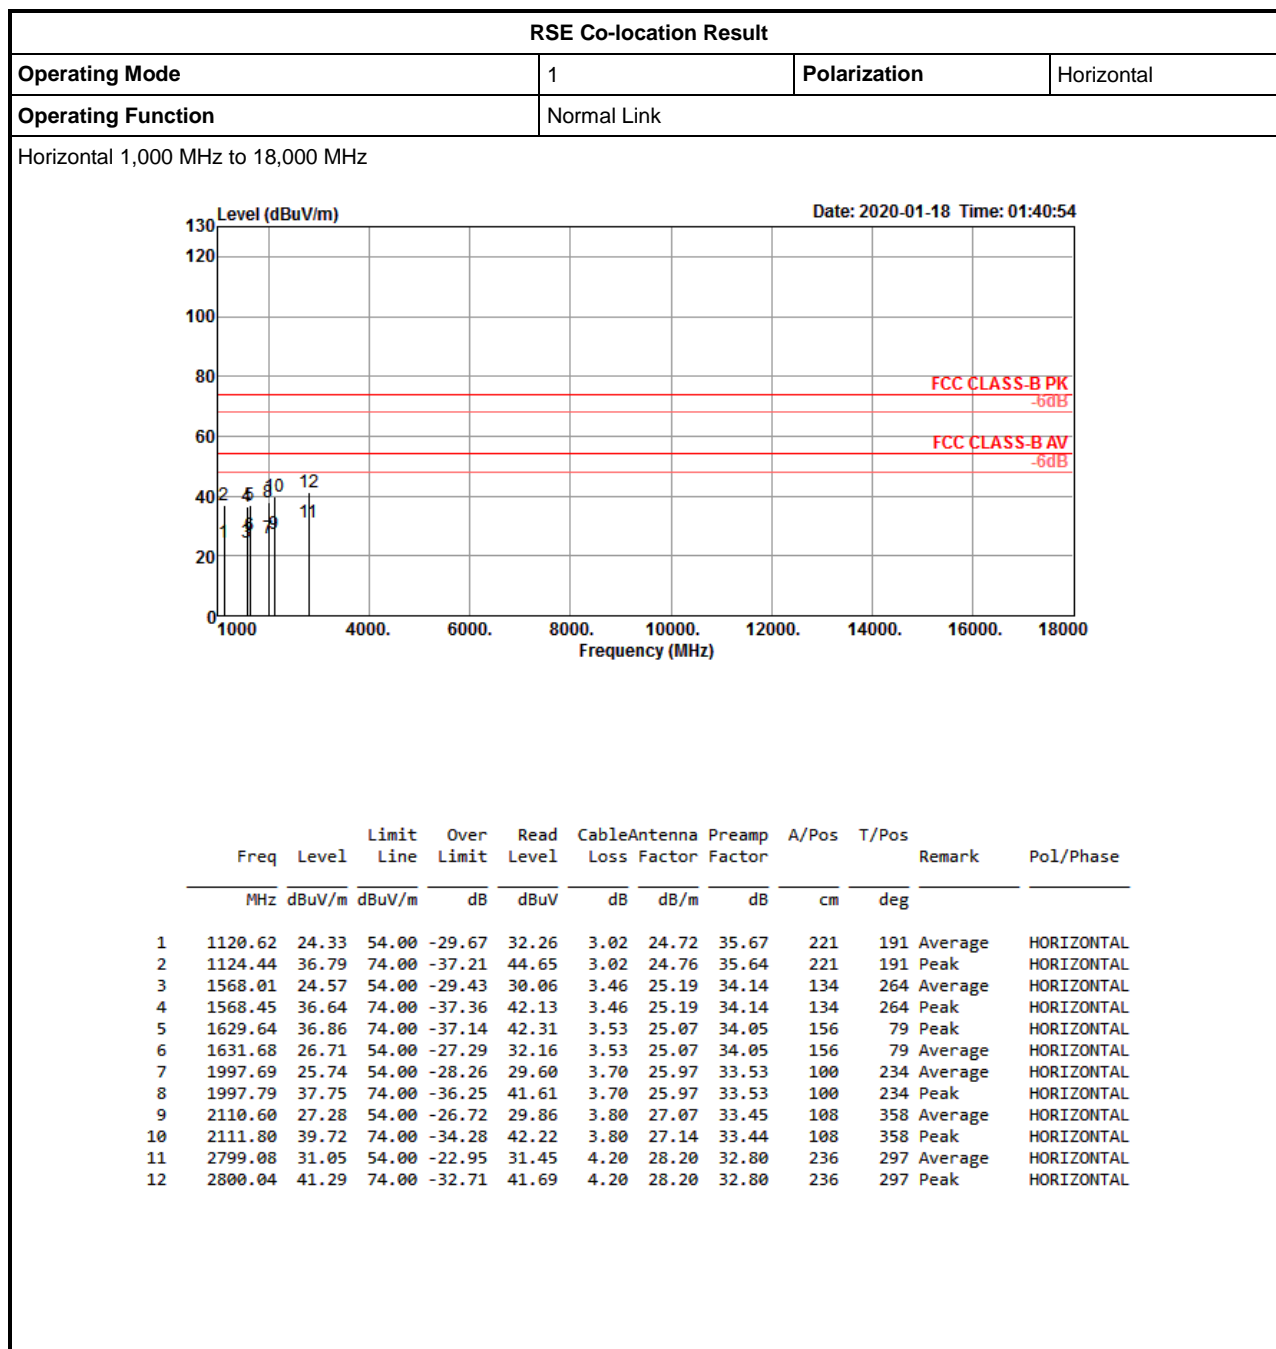 RSE Co-location Result
Operating Mode 1 Polarization Horizontal
Operating Function Normal Link
Horizontal 1,000 MHz to 18,000 MHz
Level (dBuV/m) Date: 2020-01-18 Time: 01:40:54
130
120
100
80
FCC CLASS-B PK
-6dB
60
FCC CLASS-B AV
-6dB
40
20
0
2 4 5 8 10 12
1 3 6 7 9 11
1000 4000. 6000. 8000. 10000. 12000. 14000. 16000. 18000
Frequency (MHz)
Limit Over Read CableAntenna Preamp A/Pos T/Pos
Freq Level Line Limit Level Loss Factor Factor Remark Pol/Phase
MHz dBuV/m dBuV/m dB dBuV dB dB/m dB cm deg
1 1120.62 24.33 54.00 -29.67 32.26 3.02 24.72 35.67 221 191 Average HORIZONTAL
2 1124.44 36.79 74.00 -37.21 44.65 3.02 24.76 35.64 221 191 Peak HORIZONTAL
3 1568.01 24.57 54.00 -29.43 30.06 3.46 25.19 34.14 134 264 Average HORIZONTAL
4 1568.45 36.64 74.00 -37.36 42.13 3.46 25.19 34.14 134 264 Peak HORIZONTAL
5 1629.64 36.86 74.00 -37.14 42.31 3.53 25.07 34.05 156 79 Peak HORIZONTAL
6 1631.68 26.71 54.00 -27.29 32.16 3.53 25.07 34.05 156 79 Average HORIZONTAL
7 1997.69 25.74 54.00 -28.26 29.60 3.70 25.97 33.53 100 234 Average HORIZONTAL
8 1997.79 37.75 74.00 -36.25 41.61 3.70 25.97 33.53 100 234 Peak HORIZONTAL
9 2110.60 27.28 54.00 -26.72 29.86 3.80 27.07 33.45 108 358 Average HORIZONTAL
10 2111.80 39.72 74.00 -34.28 42.22 3.80 27.14 33.44 108 358 Peak HORIZONTAL
11 2799.08 31.05 54.00 -22.95 31.45 4.20 28.20 32.80 236 297 Average HORIZONTAL
12 2800.04 41.29 74.00 -32.71 41.69 4.20 28.20 32.80 236 297 Peak HORIZONTAL